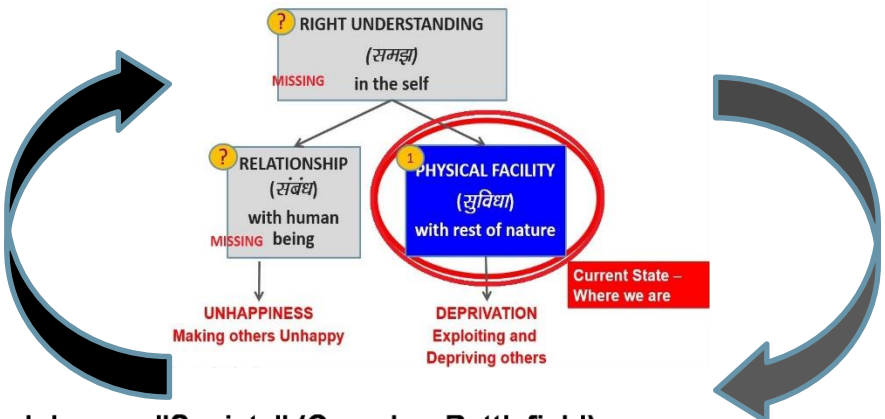 ?
RIGHT UNDERSTANDING
(समझ)
MISSING
in the self
?
RELATIONSHIP
(संबंध)
with human
MISSING being
1
PHYSICAL FACILITY
(सुविधा)
with rest of nature
Current State –
Where we are
UNHAPPINESS
Making others Unhappy
DEPRIVATION
Exploiting and
Depriving others